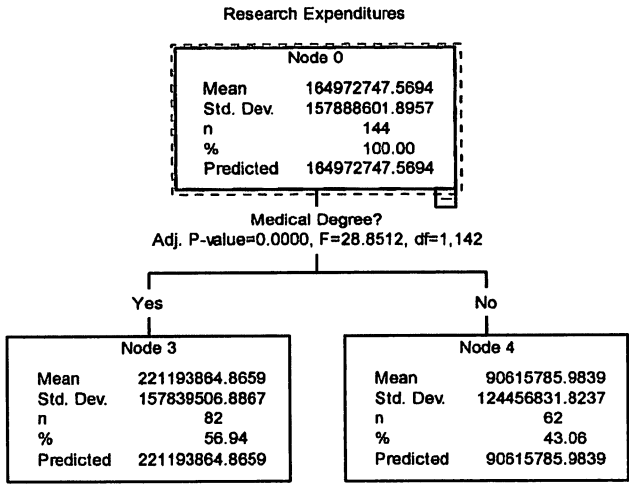 Research Expenditures
Node 0
Mean 164972747.5694
Std. Dev. 157888601.8957
n 144
% 100.00
Predicted 164972747.5694
Medical Degree?
Adj. P-value=0.0000, F=28.8512, df=1,142
Yes
No
Node 3
Mean 221193864.8659
Std. Dev. 157839506.8867
n 82
% 56.94
Predicted 221193864.8659
Node 4
Mean 90615785.9839
Std. Dev. 124456831.8237
n 62
% 43.06
Predicted 90615785.9839